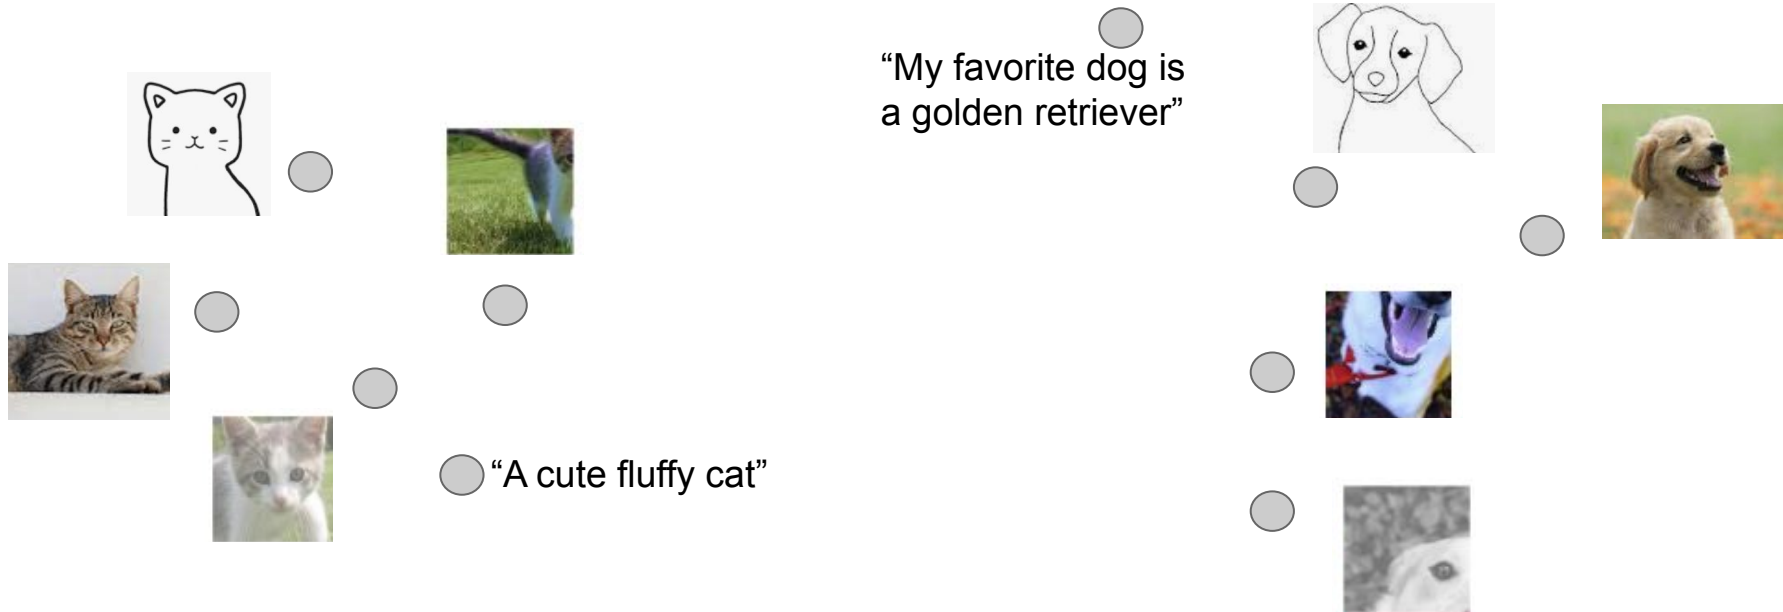 “My favorite dog is
a golden retriever”
“A cute fluffy cat”